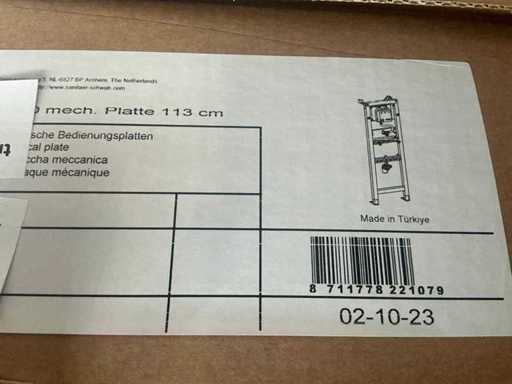 NL-6827 BP Arnhem, The Netherlands
http://www.sanitaer-schwab.com
mech. Platte 113 cm
ische Bedienungsplatten
cal plate
ccha meccanica
aque mécanique
Made in Türkiye
8 711778 221079
02-10-23